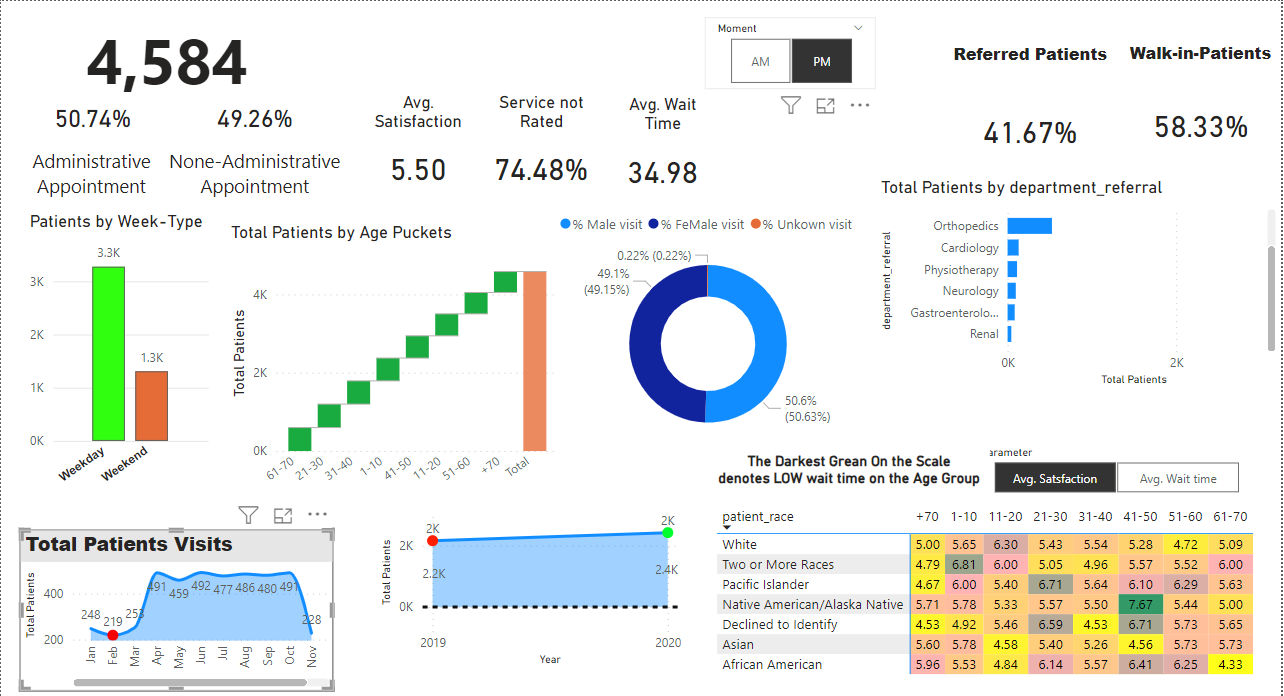 4,584
50.74%
49.26%
Administrative
Appointment
None-Administrative
Appointment
Avg.
Satisfaction
5.50
Service not
Rated
74.48%
Avg. Wait
Time
34.98
Moment
AM
PM
Referred Patients
41.67%
Walk-in-Patients
58.33%
Patients by Week-Type
3.3K
1.3K
3K
2K
1K
0K
Weekday
Weekend
Total Patients by Age Puckets
Total Patients
4K
2K
0K
61-70
21-30
31-40
1-10
41-50
11-20
51-60
+70
Total
% Male visit
% FeMale visit
% Unkown visit
0.22% (0.22%)
49.1%
(49.15%)
50.6%
(50.63%)
Total Patients by department_referral
department_referral
Orthopedics
Cardiology
Physiotherapy
Neurology
Gastroenterolo...
Renal
0K
2K
Total Patients
Total Patients Visits
Total Patients
400
200
248
219
491
459
492
477
486
480
491
228
Jan
Feb
Mar
Apr
May
Jun
Jul
Aug
Sep
Oct
Nov
Total Patients
2K
0K
2K
2K
2.2K
2.4K
2019
2020
Year
The Darkest Grean On the Scale
denotes LOW wait time on the Age Group
arameter
Avg. Satsfaction
Avg. Wait time
patient_race +70 1-10 11-20 21-30 31-40 41-50 51-60 61-70
White 5.00 5.65 6.30 5.43 5.54 5.28 4.72 5.09
Two or More Races 4.79 6.81 6.00 5.05 4.96 5.57 5.52 6.00
Pacific Islander 4.67 6.00 5.40 6.71 5.64 6.10 6.29 5.63
Native American/Alaska Native 5.71 5.78 5.33 5.57 5.50 7.67 5.44 5.00
Declined to Identify 4.53 4.92 5.46 6.59 4.53 6.71 5.73 5.65
Asian 5.60 5.78 4.58 5.40 5.26 4.56 5.73 5.73
African American 5.96 5.53 4.84 6.14 5.57 6.41 6.25 4.33